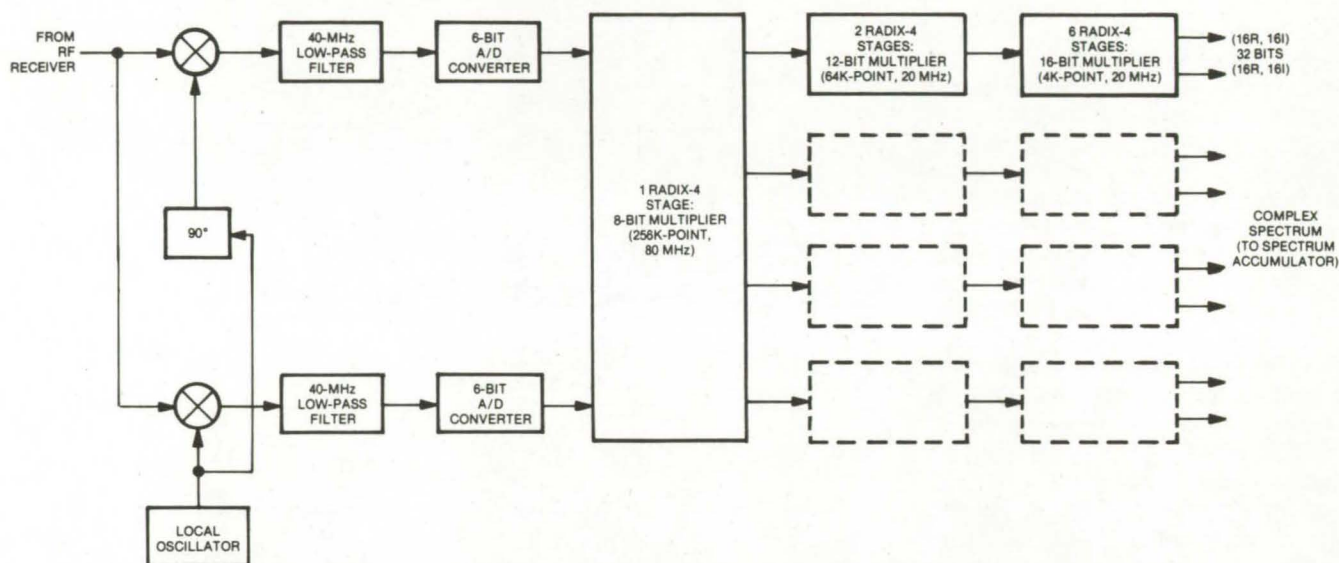 FROM
RF
RECEIVER
40-MHz
LOW-PASS
FILTER
6-BIT
A/D
CONVERTER
2 RADIX-4
STAGES:
12-BIT MULTIPLIER
(64K-POINT, 20 MHz)
6 RADIX-4
STAGES:
16-BIT MULTIPLIER
(4K-POINT, 20 MHz)
(16R, 16I)
32 BITS
(16R, 16I)
90°
1 RADIX-4
STAGE:
8-BIT MULTIPLIER
(256K-POINT,
80 MHz)
COMPLEX
SPECTRUM
(TO SPECTRUM
ACCUMULATOR)
40-MHz
LOW-PASS
FILTER
6-BIT
A/D
CONVERTER
LOCAL
OSCILLATOR